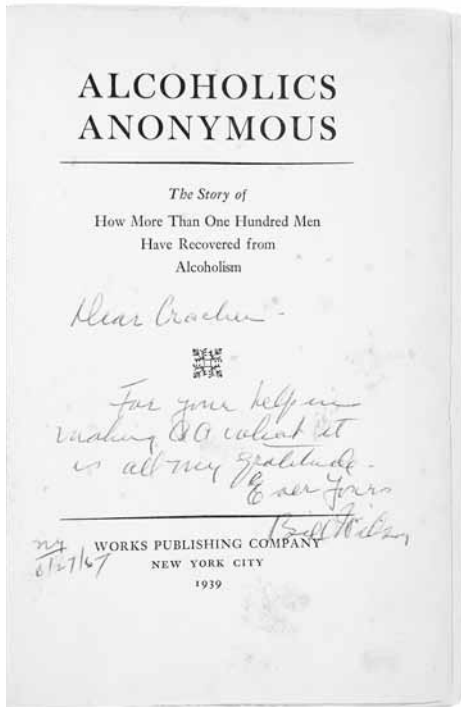 ALCOHOLICS
ANONYMOUS
The Story of
How More Than One Hundred Men
Have Recovered from
Alcoholism
Dear
For your help in
making AA what it
is all my gratitude.
Ever Yours
Bill Wilson
NY
WORKS PUBLISHING COMPANY
NEW YORK CITY
1939